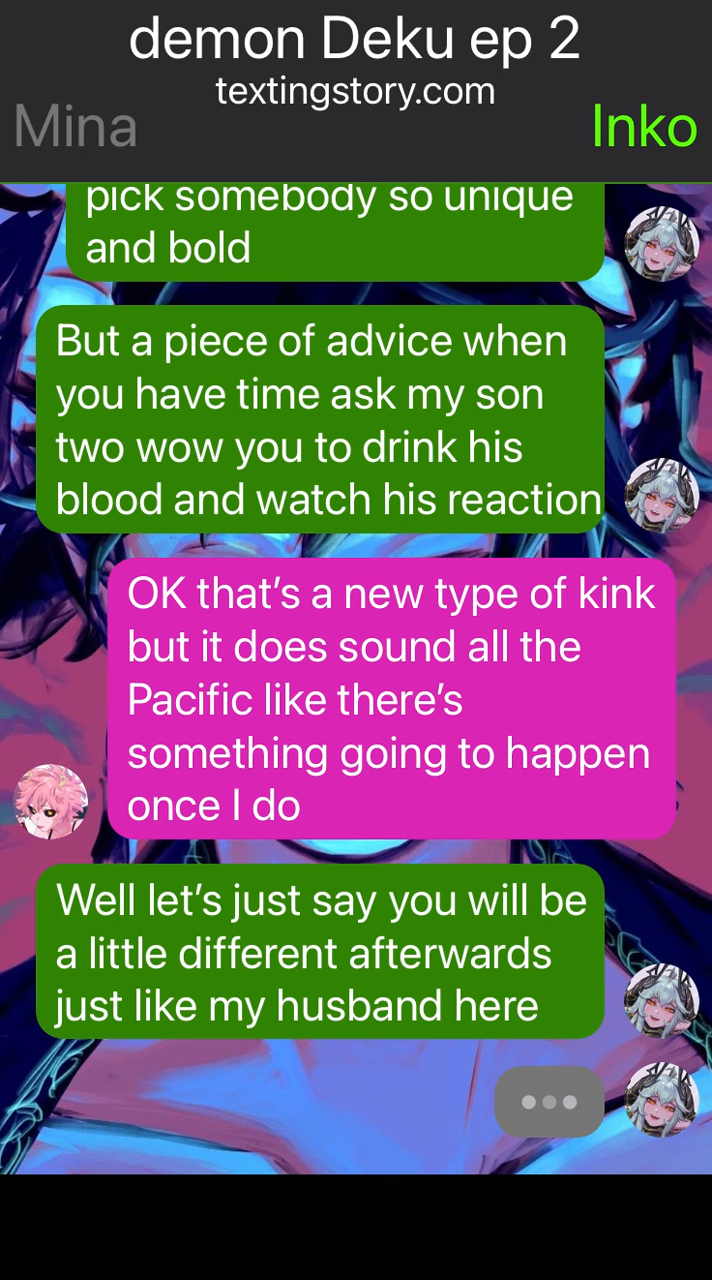 demon Deku ep 2
textingstory.com
Mina
Inko
pick somebody so unique
and bold
But a piece of advice when
you have time ask my son
two wow you to drink his
blood and watch his reaction
OK that's a new type of kink
but it does sound all the
Pacific like there's
something going to happen
once I do
Well let's just say you will be
a little different afterwards
just like my husband here